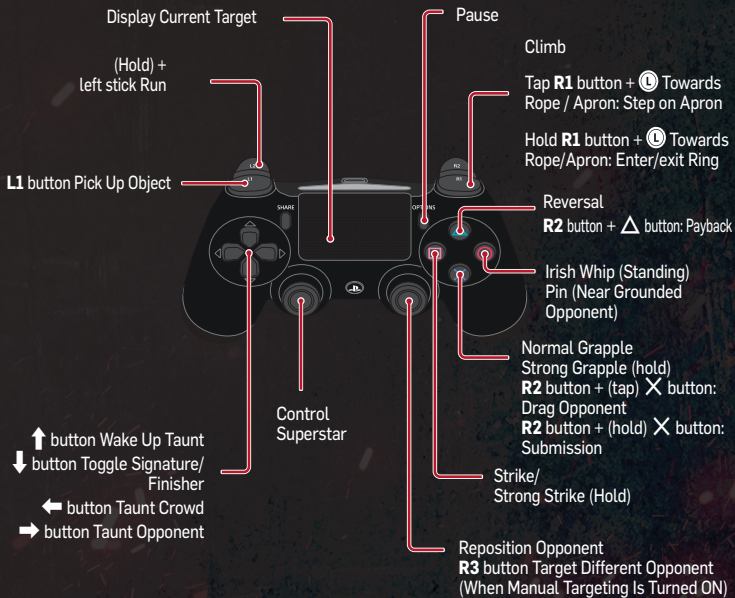 Display Current Target
Pause
(Hold) +
left stick Run
Climb
Tap R1 button + Ⓛ Towards
Rope / Apron: Step on Apron
Hold R1 button + Ⓛ Towards
Rope/Apron: Enter/exit Ring
L1 button Pick Up Object
L2
L1
R2
R1
SHARE
OPTIONS
Reversal
R2 button + △ button: Payback
Irish Whip (Standing)
Pin (Near Grounded
Opponent)
Normal Grapple
Strong Grapple (hold)
R2 button + (tap) ✕ button:
Drag Opponent
R2 button + (hold) ✕ button:
Submission
Control
Superstar
⬆ button Wake Up Taunt
⬇ button Toggle Signature/
Finisher
⬅ button Taunt Crowd
➡ button Taunt Opponent
Strike/
Strong Strike (Hold)
Reposition Opponent
R3 button Target Different Opponent
(When Manual Targeting Is Turned ON)